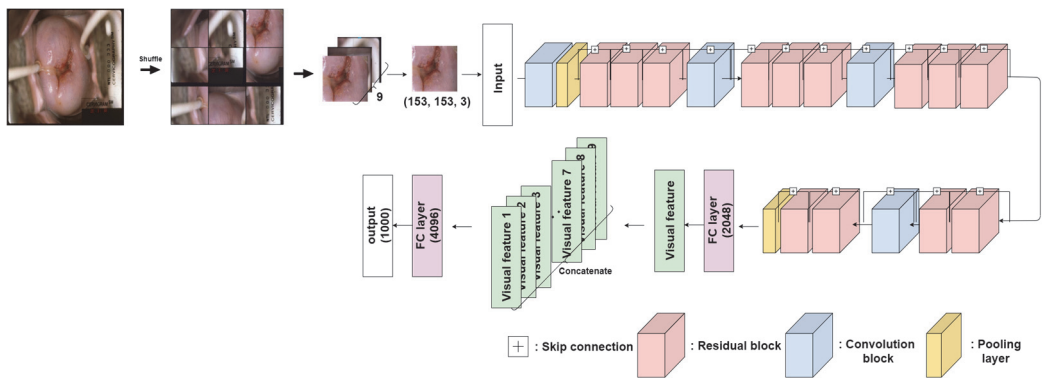 Shuffle
9
(153, 153, 3)
Input
output
(1000)
FC layer
(4096)
Visual feature 1
Visual feature 2
Visual feature 3
Visual feature 7
Visual feature 8
9
Concatenate
Visual feature
FC layer
(2048)
: Skip connection
: Residual block
: Convolution
block
: Pooling
layer